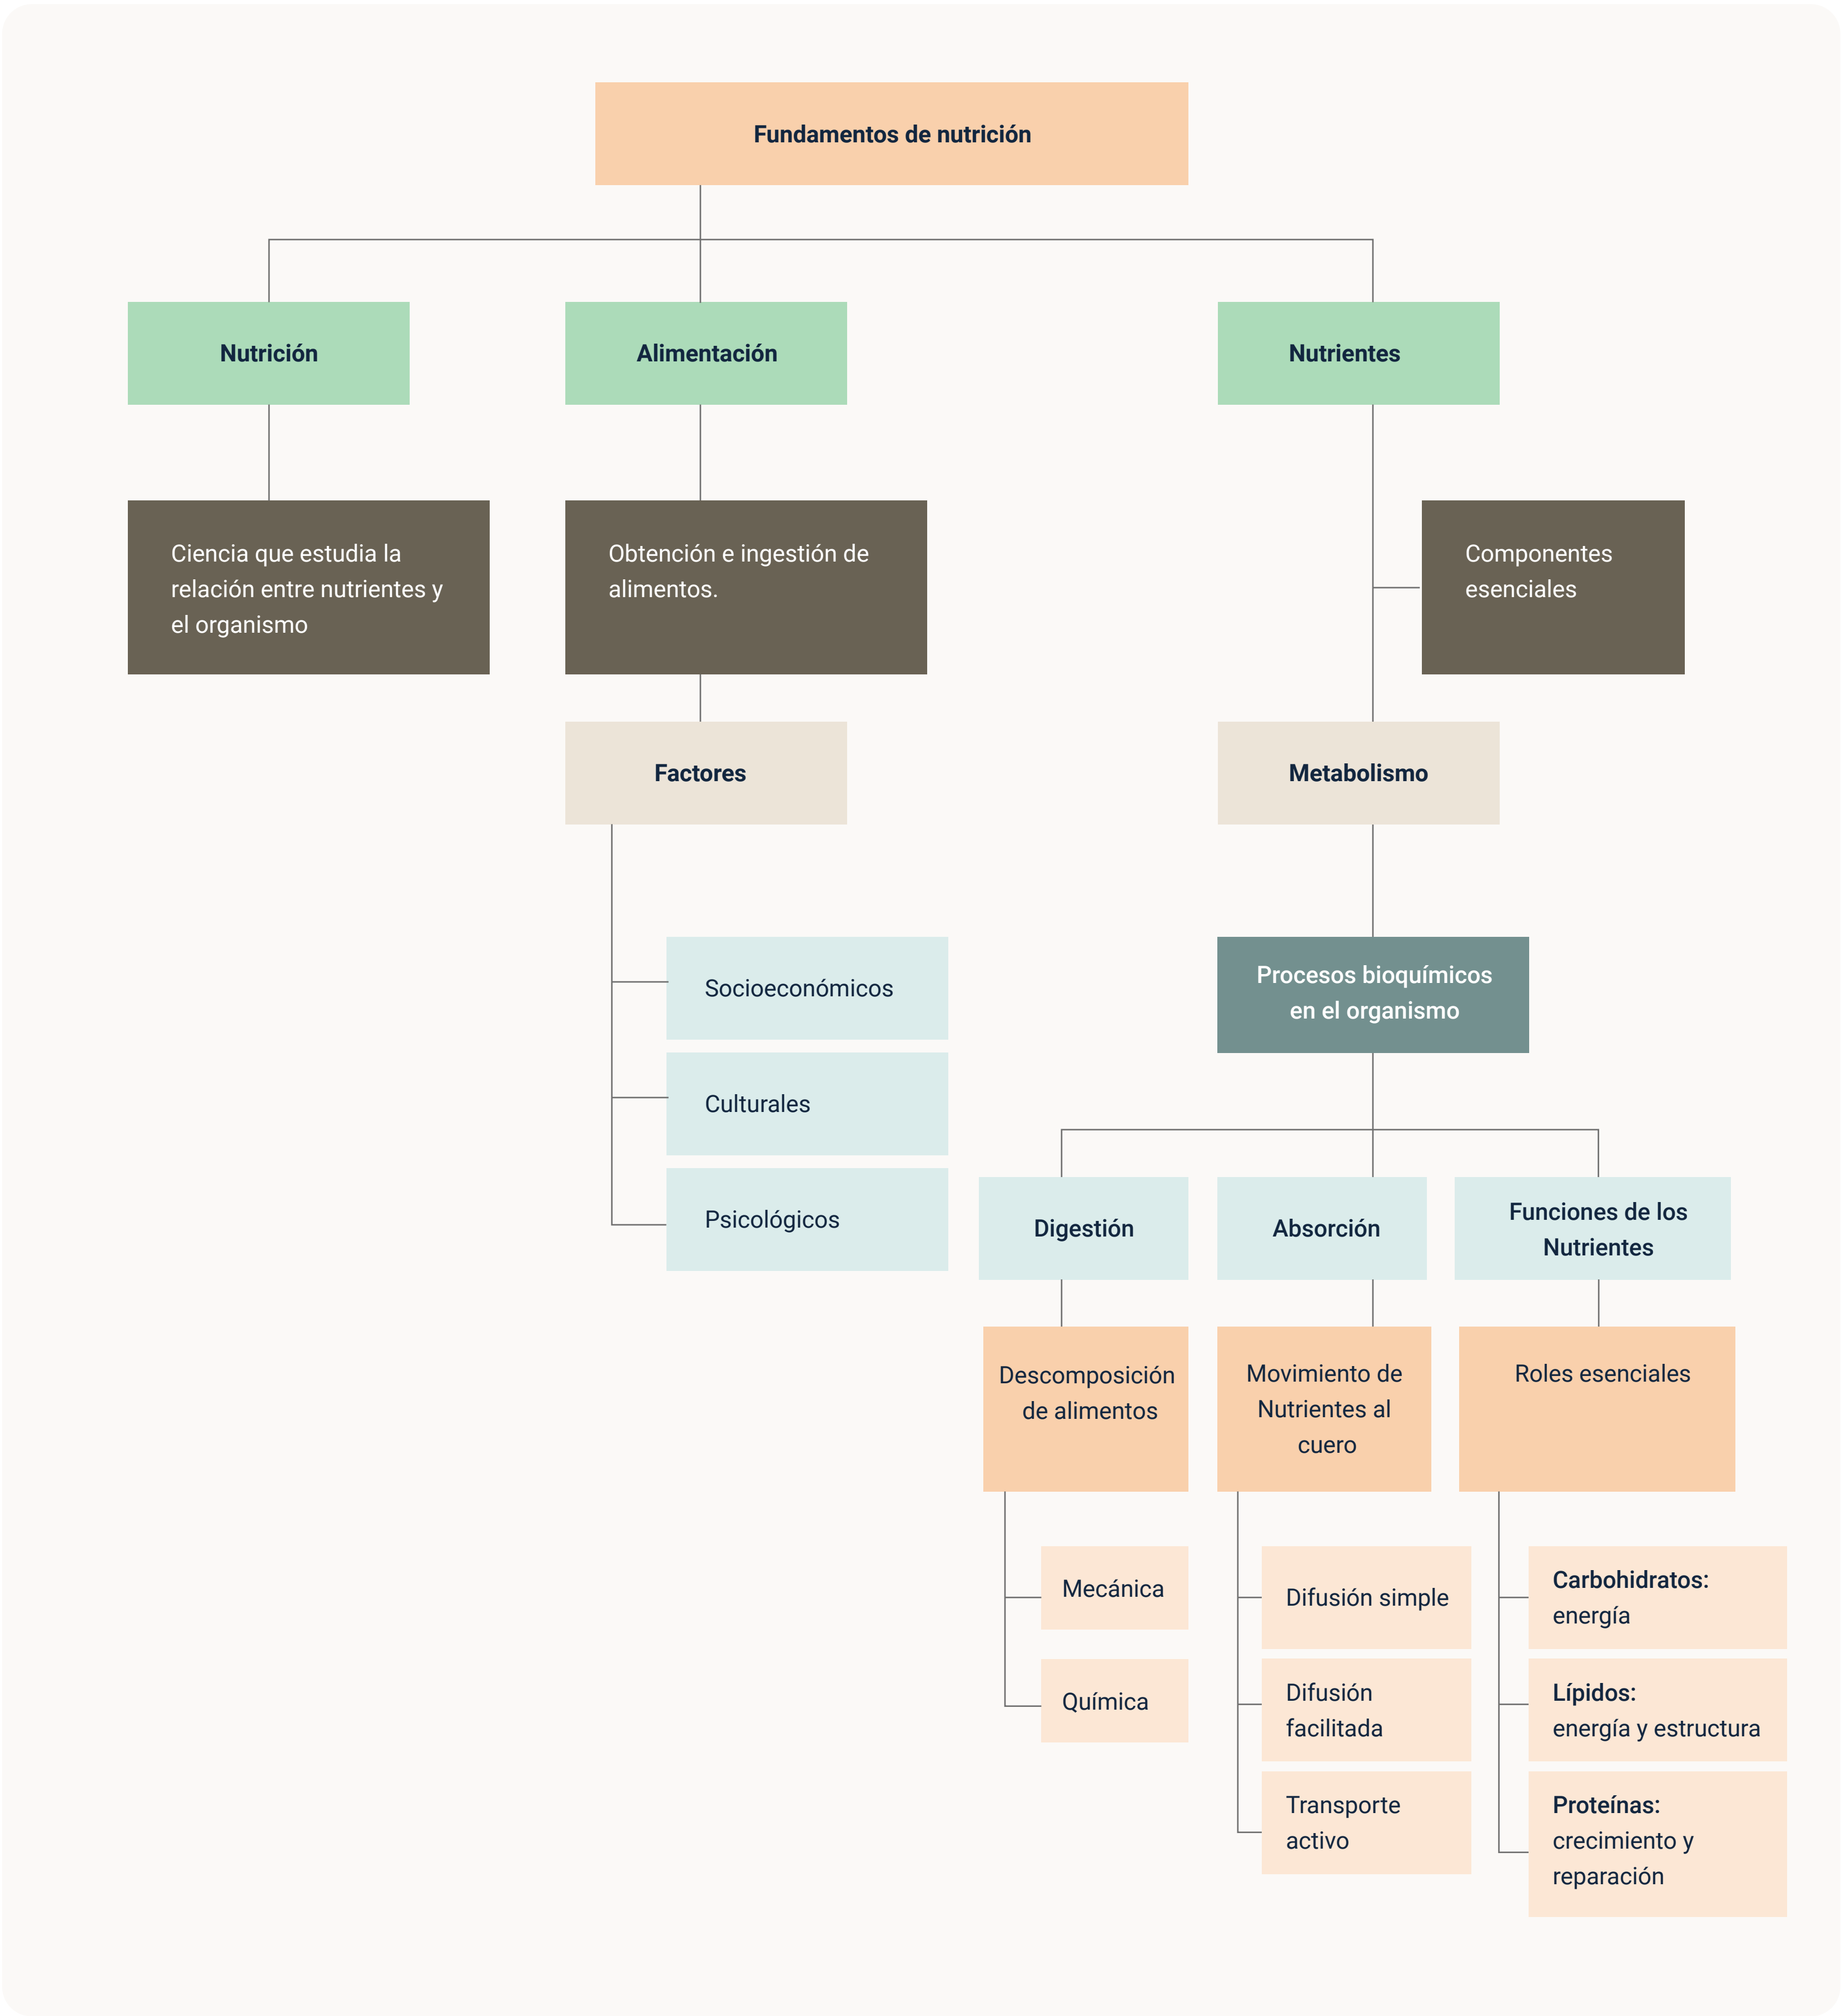 Fundamentos de nutrición
Nutrición
Alimentación
Nutrientes
Ciencia que estudia la
relación entre nutrientes y
el organismo
Obtención e ingestión de
alimentos.
Componentes
esenciales
Factores
Metabolismo
Socioeconómicos
Culturales
Psicológicos
Procesos bioquímicos
en el organismo
Digestión
Absorción
Funciones de los
Nutrientes
Descomposición
de alimentos
Movimiento de
Nutrientes al
cuero
Roles esenciales
Mecánica
Química
Difusión simple
Difusión
facilitada
Transporte
activo
Carbohidratos:
energía
Lípidos:
energía y estructura
Proteínas:
crecimiento y
reparación